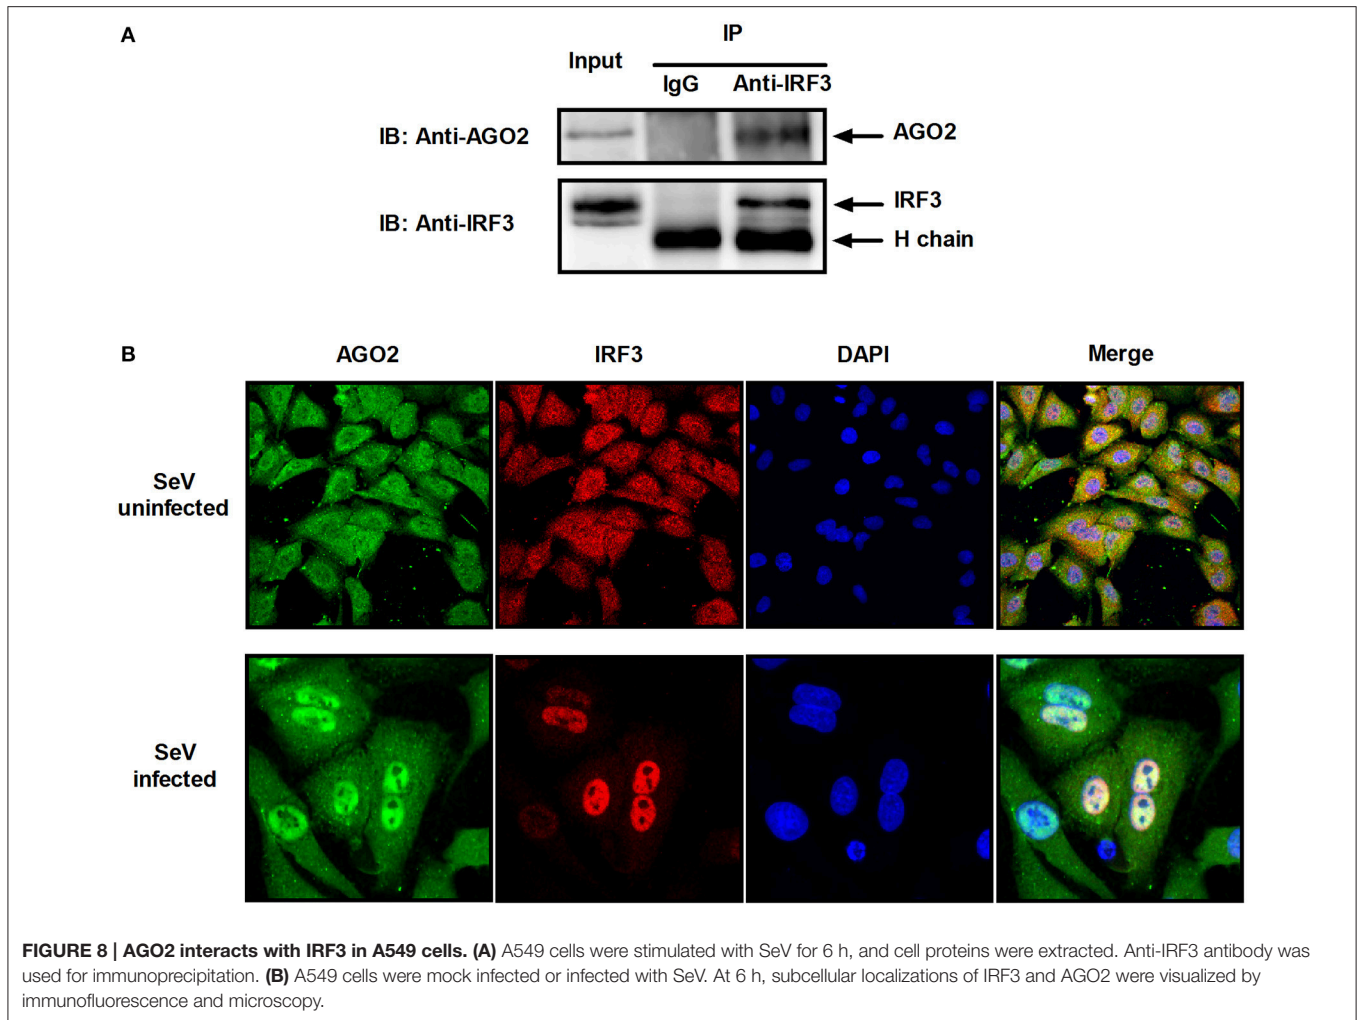 A
IP
Input
IgG Anti-IRF3
IB: Anti-AGO2
AGO2
IB: Anti-IRF3
IRF3
H chain
B
AGO2 IRF3 DAPI Merge
SeV
uninfected
SeV
infected
FIGURE 8 | AGO2 interacts with IRF3 in A549 cells. (A) A549 cells were stimulated with SeV for 6 h, and cell proteins were extracted. Anti-IRF3 antibody was
used for immunoprecipitation. (B) A549 cells were mock infected or infected with SeV. At 6 h, subcellular localizations of IRF3 and AGO2 were visualized by
immunofluorescence and microscopy.